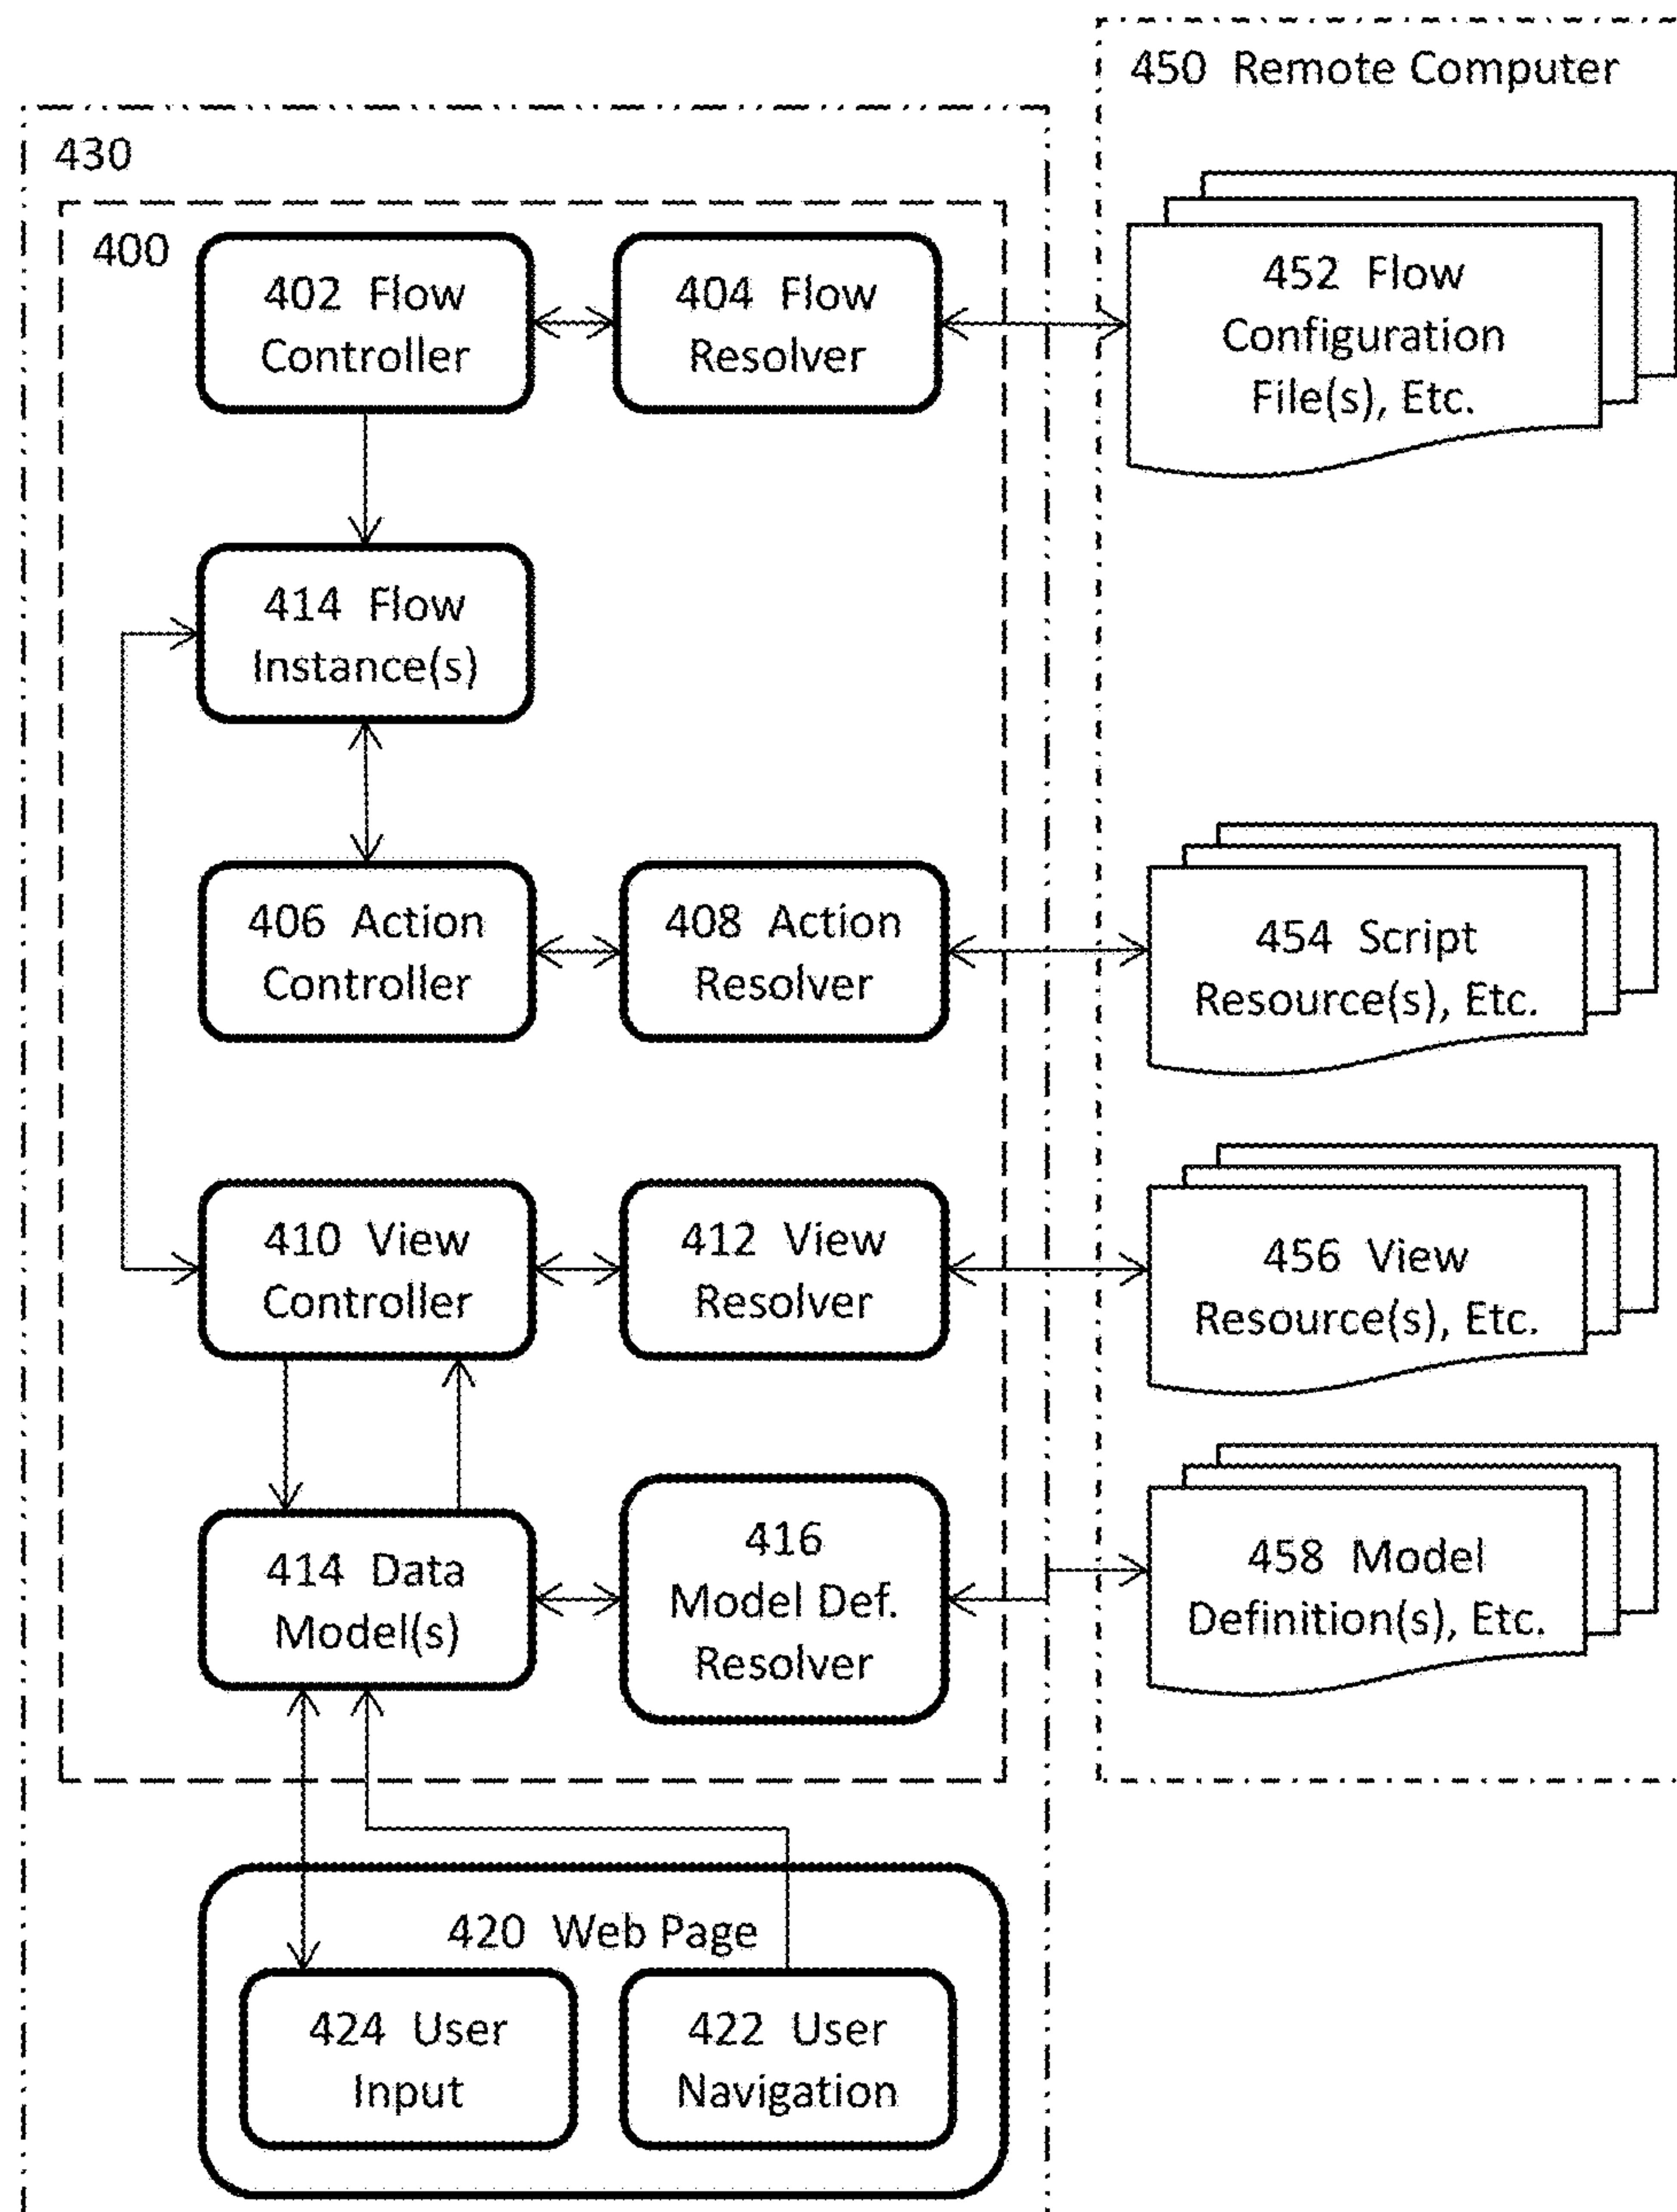 450 Remote Computer
430
400
402 Flow
Controller
404 Flow
Resolver
452 Flow
Configuration
File(s), Etc.
414 Flow
Instance(s)
406 Action
Controller
408 Action
Resolver
454 Script
Resource(s), Etc.
410 View
Controller
412 View
Resolver
456 View
Resource(s), Etc.
414 Data
Model(s)
416
Model Def.
Resolver
458 Model
Definition(s), Etc.
420 Web Page
424 User
Input
422 User
Navigation